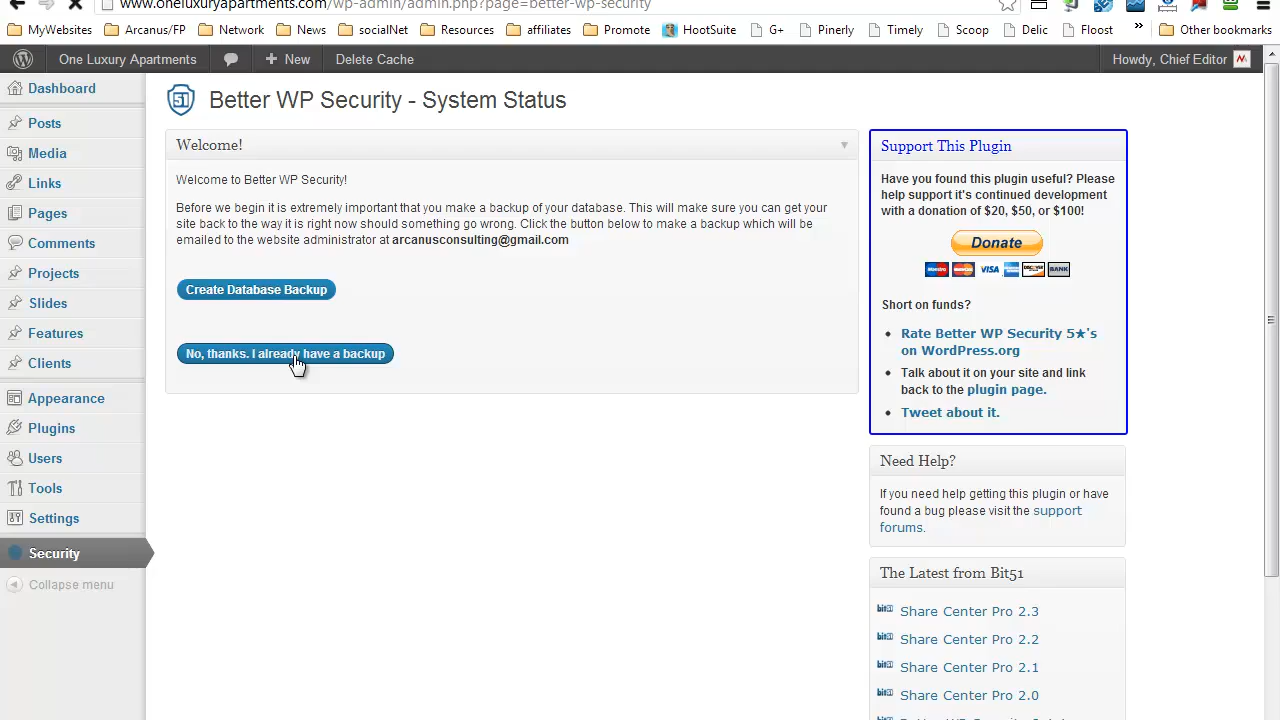 www.oneluxuryapartments.com/wp-admin/admin.php?page=better-wp-security
MyWebsites
Arcanus/FP
Network
News
socialNet
Resources
affiliates
Promote
HootSuite
G+
Pinerly
Timely
Scoop
Delic
Floost
»
Other bookmarks
One Luxury Apartments
+ New
Delete Cache
Howdy, Chief Editor
Dashboard
Posts
Media
Links
Pages
Comments
Projects
Slides
Features
Clients
Appearance
Plugins
Users
Tools
Settings
Security
Collapse menu
51
Better WP Security - System Status
Welcome!
Welcome to Better WP Security!
Before we begin it is extremely important that you make a backup of your database. This will make sure you can get your
site back to the way it is right now should something go wrong. Click the button below to make a backup which will be
emailed to the website administrator at arcanusconsulting@gmail.com
Create Database Backup
No, thanks. I already have a backup
Support This Plugin
Have you found this plugin useful? Please
help support it's continued development
with a donation of $20, $50, or $100!
Donate
VISA
BANK
Short on funds?
Rate Better WP Security 5★'s
on WordPress.org
Talk about it on your site and link
back to the plugin page.
Tweet about it.
Need Help?
If you need help getting this plugin or have
found a bug please visit the support
forums.
The Latest from Bit51
Share Center Pro 2.3
Share Center Pro 2.2
Share Center Pro 2.1
Share Center Pro 2.0